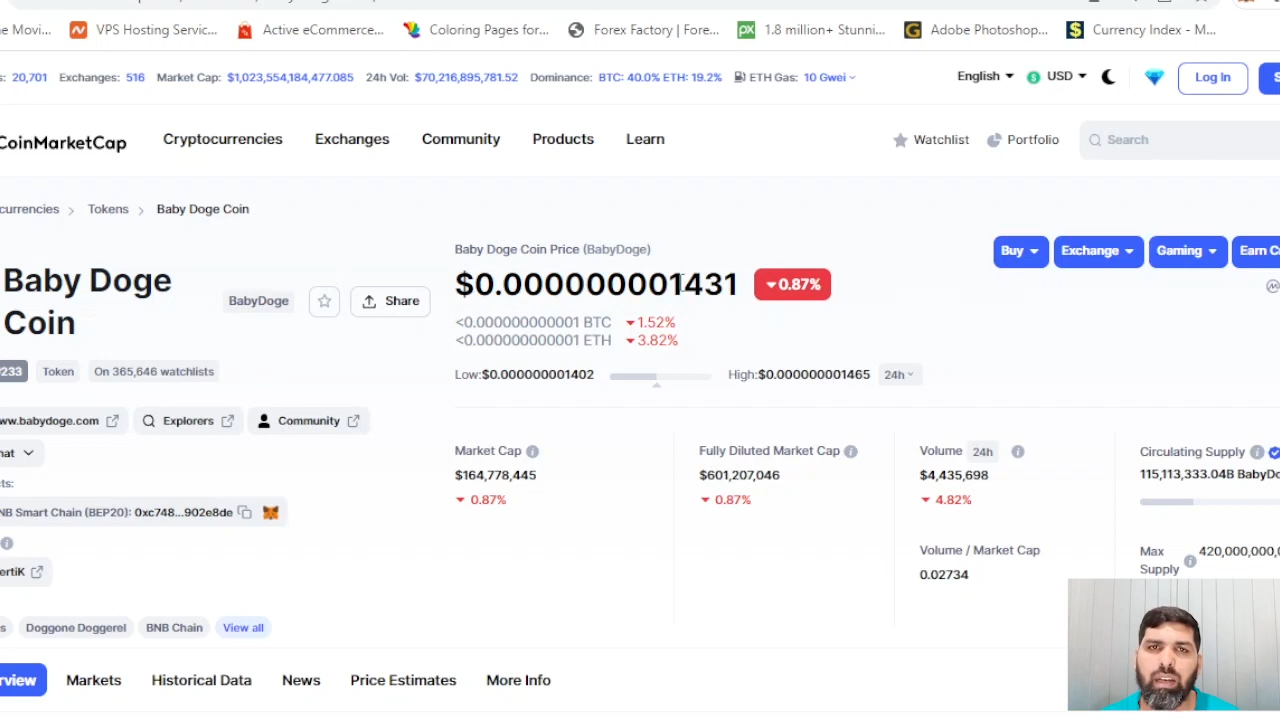 e Movi...
VPS Hosting Servic...
Active eCommerce...
Coloring Pages for...
Forex Factory | Fore...
1.8 million+ Stunni...
Adobe Photoshop...
Currency Index - M...
s: 20,701 Exchanges: 516 Market Cap: $1,023,554,184,477.085 24h Vol: $70,216,895,781.52 Dominance: BTC: 40.0% ETH: 19.2% ETH Gas: 10 Gwei
English USD Log In S
CoinMarketCap
Cryptocurrencies Exchanges Community Products Learn
Watchlist Portfolio Search
currencies Tokens Baby Doge Coin
Baby Doge
Coin
BabyDoge
Share
Baby Doge Coin Price (BabyDoge)
$0.000000001431 0.87%
<0.000000000001 BTC 1.52%
<0.000000000001 ETH 3.82%
Low:$0.000000001402 High:$0.000000001465 24h
Buy Exchange Gaming Earn C
233 Token On 365,646 watchlists
ww.babydoge.com Explorers Community
hat
cts:
NB Smart Chain (BEP20): 0xc748...902e8de
ertiK
s Doggone Doggerel BNB Chain View all
Market Cap
$164,778,445
0.87%
Fully Diluted Market Cap
$601,207,046
0.87%
Volume 24h
$4,435,698
4.82%
Volume / Market Cap
0.02734
Circulating Supply
115,113,333.04B BabyDo
Max
Supply
420,000,000,0
rview Markets Historical Data News Price Estimates More Info